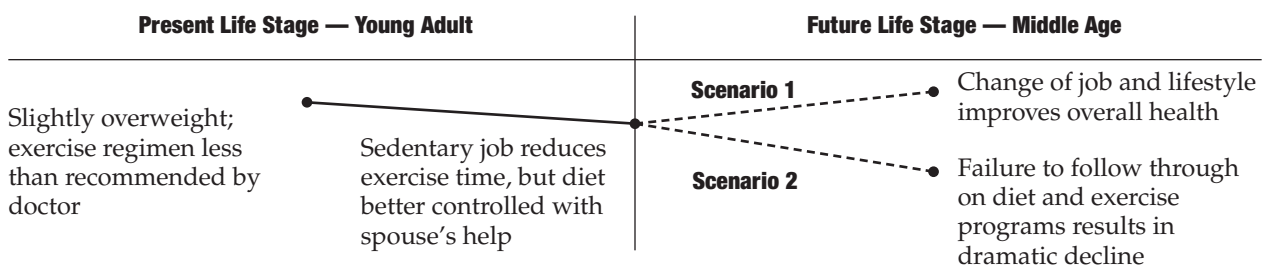 Present Life Stage — Young Adult
Future Life Stage — Middle Age
Slightly overweight;
exercise regimen less
than recommended by
doctor
Sedentary job reduces
exercise time, but diet
better controlled with
spouse's help
Scenario 1
Change of job and lifestyle
improves overall health
Scenario 2
Failure to follow through
on diet and exercise
programs results in
dramatic decline